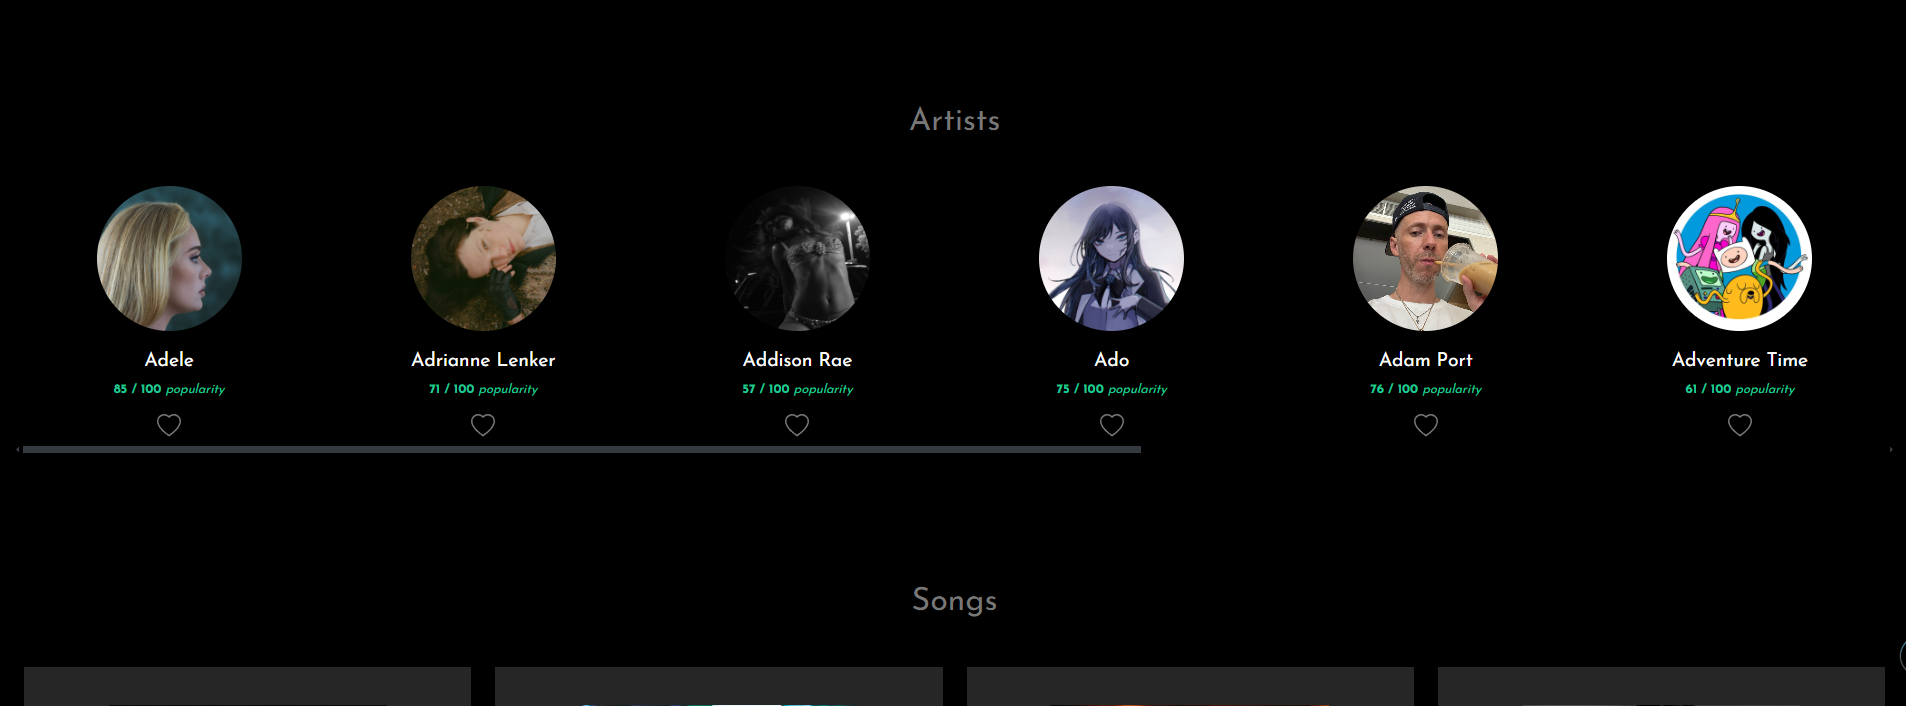 Artists
Adele
85 / 100 popularity
Adrianne Lenker
71 / 100 popularity
Addison Rae
57 / 100 popularity
Ado
75 / 100 popularity
Adam Port
76 / 100 popularity
Adventure Time
61 / 100 popularity
Songs